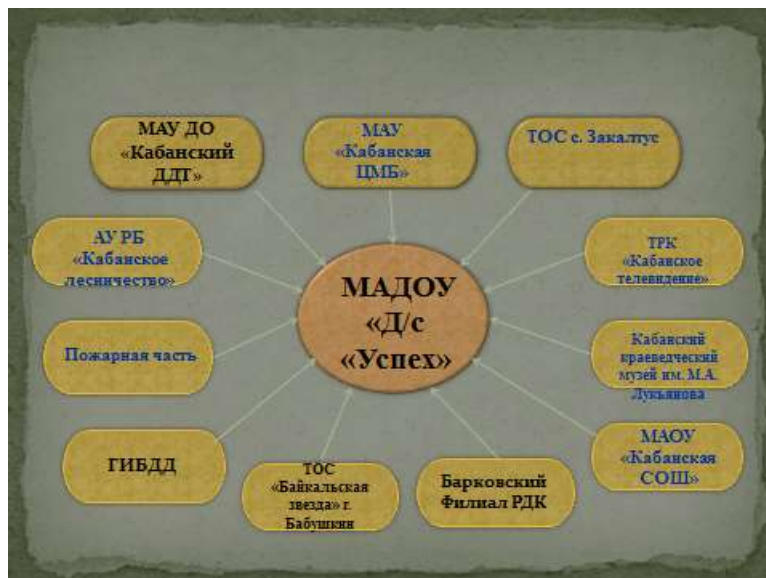 МАУ ДО
«Кабанский
ДДТ»
МАУ
«Кабанская
ЦМБ»
ТОС с. Закалтус
АУ РБ
«Кабанское
лесничество»
ТРК
«Кабанское
телевидение»
МАДОУ
«Д/с
«Успех»
Пожарная часть
Кабанский
краеведческий
музей им. М.А.
Лукьянова
ГИБДД
ТОС
«Байкальская
звезда» г.
Бабушкин
Барковский
Филиал РДК
МАОУ
«Кабанская
СОШ»